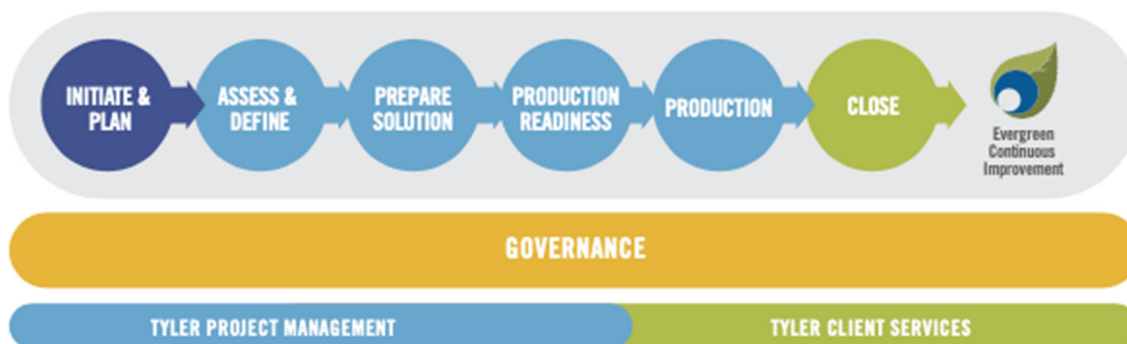 INITIATE &
PLAN
ASSESS &
DEFINE
PREPARE
SOLUTION
PRODUCTION
READINESS
PRODUCTION
CLOSE
Evergreen
Continuous
Improvement
GOVERNANCE
TYLER PROJECT MANAGEMENT
TYLER CLIENT SERVICES